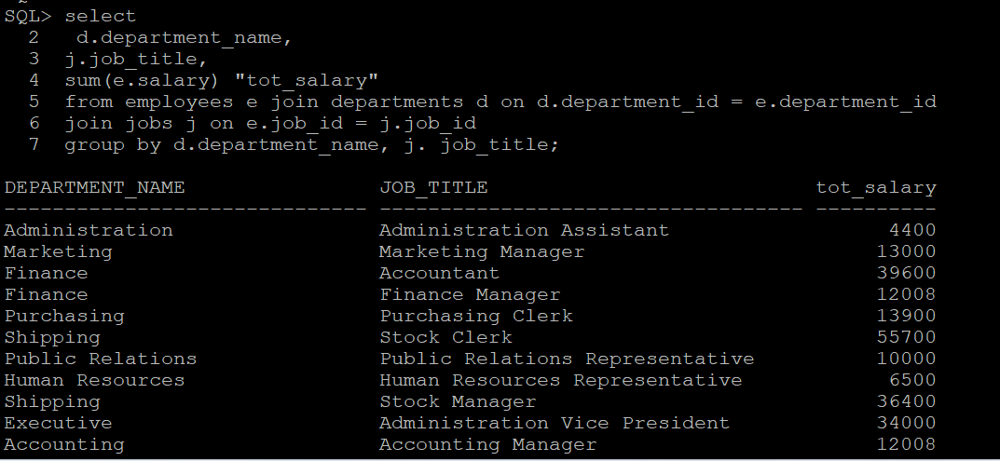 SQL> select
  2   d.department_name,
  3  j.job_title,
  4  sum(e.salary) "tot_salary"
  5  from employees e join departments d on d.department_id = e.department_id
  6  join jobs j on e.job_id = j.job_id
  7  group by d.department_name, j. job_title;
DEPARTMENT_NAME                JOB_TITLE                           tot_salary
------------------------------ ----------------------------------- ----------
Administration                 Administration Assistant                  4400
Marketing                      Marketing Manager                        13000
Finance                        Accountant                               39600
Finance                        Finance Manager                          12008
Purchasing                     Purchasing Clerk                         13900
Shipping                       Stock Clerk                              55700
Public Relations               Public Relations Representative          10000
Human Resources                Human Resources Representative            6500
Shipping                       Stock Manager                            36400
Executive                      Administration Vice President            34000
Accounting                     Accounting Manager                       12008